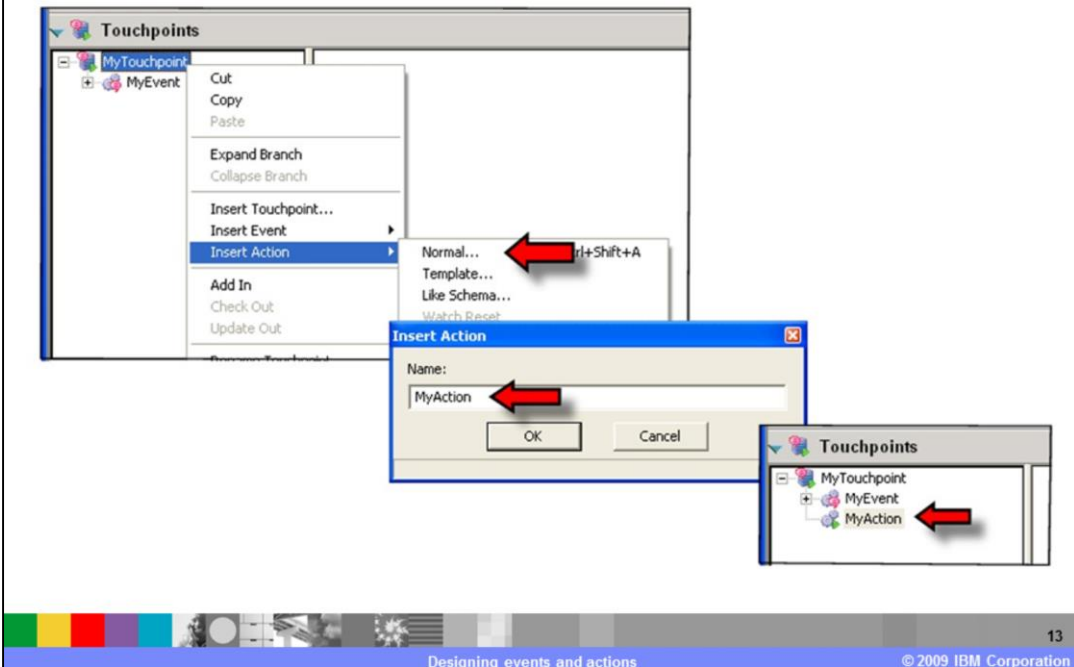 Touchpoints
MyTouchpoint
MyEvent
Cut
Copy
Paste
Expand Branch
Collapse Branch
Insert Touchpoint...
Insert Event
Insert Action
Add In
Check Out
Update Out
Normal... rl+Shift+A
Template...
Like Schema...
Watch Reset
Insert Action
Name:
MyAction
OK Cancel
Touchpoints
MyTouchpoint
MyEvent
MyAction
13
Designing events and actions © 2009 IBM Corporation